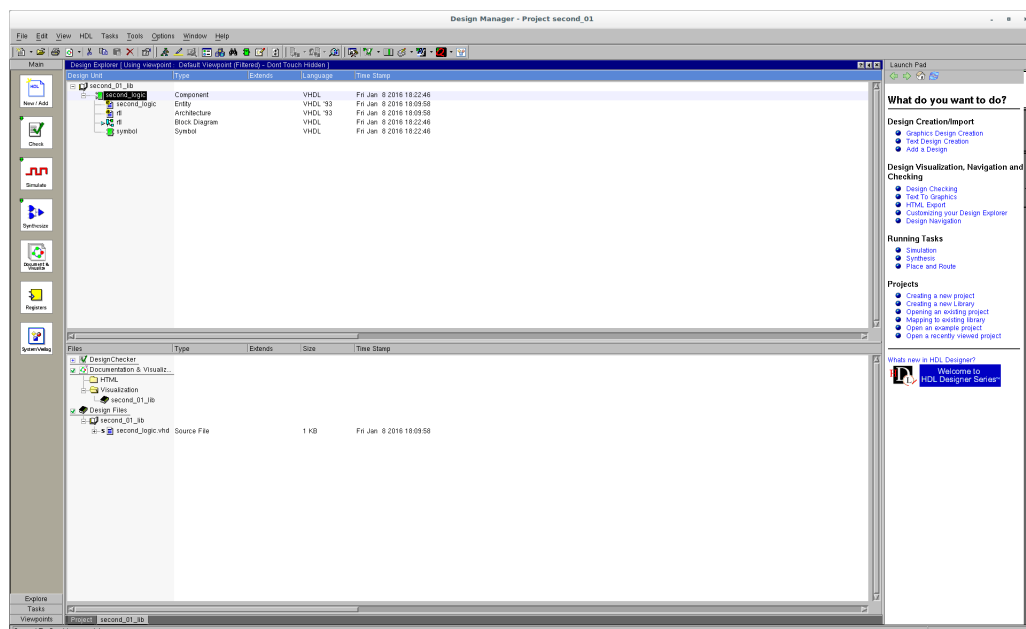 Design Manager - Project second_01
File Edit View HDL Tasks Tools Options Window Help
Main
New / Add
Check
Simulate
Synthesize
Document & Visualize
Registers
SystemVerilog
Explore
Tasks
Viewpoints
Design Explorer [ Using viewpoint : Default Viewpoint (Filtered) - Dont Touch Hidden ]
Design Unit Type Extends Language Time Stamp
second_01_lib
second_logic Component VHDL Fri Jan 8 2016 18:22:46
second_logic Entity VHDL '93 Fri Jan 8 2016 18:09:58
rtl Architecture VHDL '93 Fri Jan 8 2016 18:09:58
rtl Block Diagram VHDL Fri Jan 8 2016 18:22:46
symbol Symbol VHDL Fri Jan 8 2016 18:22:46
Files Type Extends Size Time Stamp
DesignChecker
Documentation & Visualiz...
HTML
Visualization
second_01_lib
Design Files
second_01_lib
s second_logic.vhd Source File 1 KB Fri Jan 8 2016 18:09:58
Project second_01_lib
Launch Pad
What do you want to do?
Design Creation/Import
Graphics Design Creation
Text Design Creation
Add a Design
Design Visualization, Navigation and
Checking
Design Checking
Text To Graphics
HTML Export
Customizing your Design Explorer
Design Navigation
Running Tasks
Simulation
Synthesis
Place and Route
Projects
Creating a new project
Creating a new Library
Opening an existing project
Mapping to existing library
Open an example project
Open a recently viewed project
Whats new in HDL Designer?
Welcome to
HDL Designer Series™